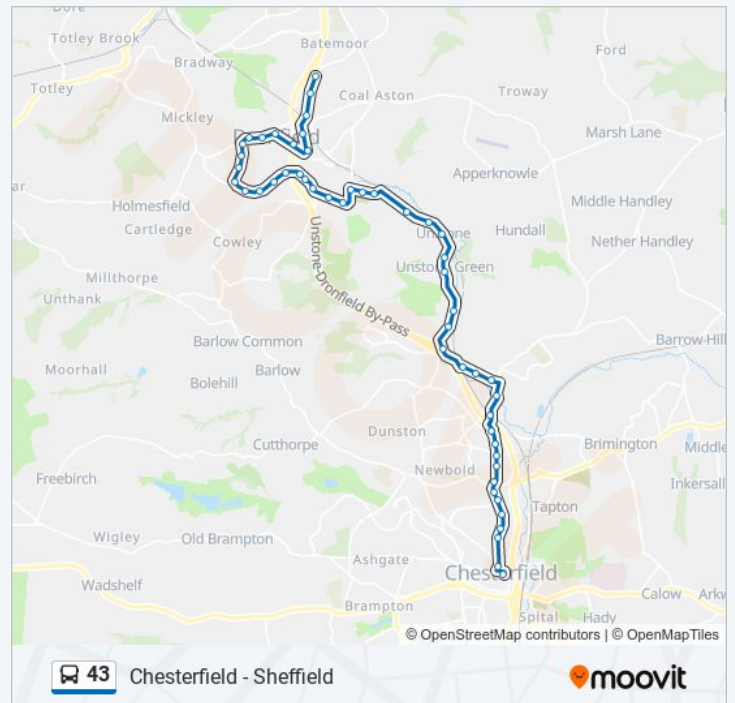 Dore
Totley Brook
Batemoor
Bradway
Ford
Totley
Coal Aston
Troway
Mickley
Marsh Lane
Apperknowle
Holmesfield
Middle Handley
Cartledge
Cowley
Unstone
Hundall
Nether Handley
Unstone Green
Millthorpe
Unthank
Unstone-Dronfield By-Pass
Barlow Common
Barrow Hill
Moorhall
Barlow
Bolehill
Dunston
Cutthorpe
Brimington
Middle
Newbold
Freebirch
Inkersall
Tapton
Wigley
Old Brampton
Ashgate
Chesterfield
Wadshelf
Calow
Arkw
Brampton
Spital
Hady
© OpenStreetMap contributors | © OpenMapTiles
43
Chesterfield - Sheffield
moovit